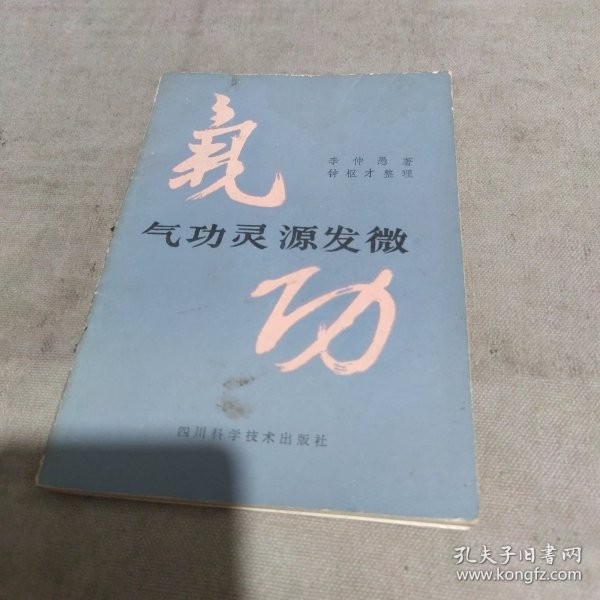 氣
李仲愚著
钟枢才整理
气功灵源发微
功
四川科学技术出版社
孔夫子旧书网
www.kongfz.com